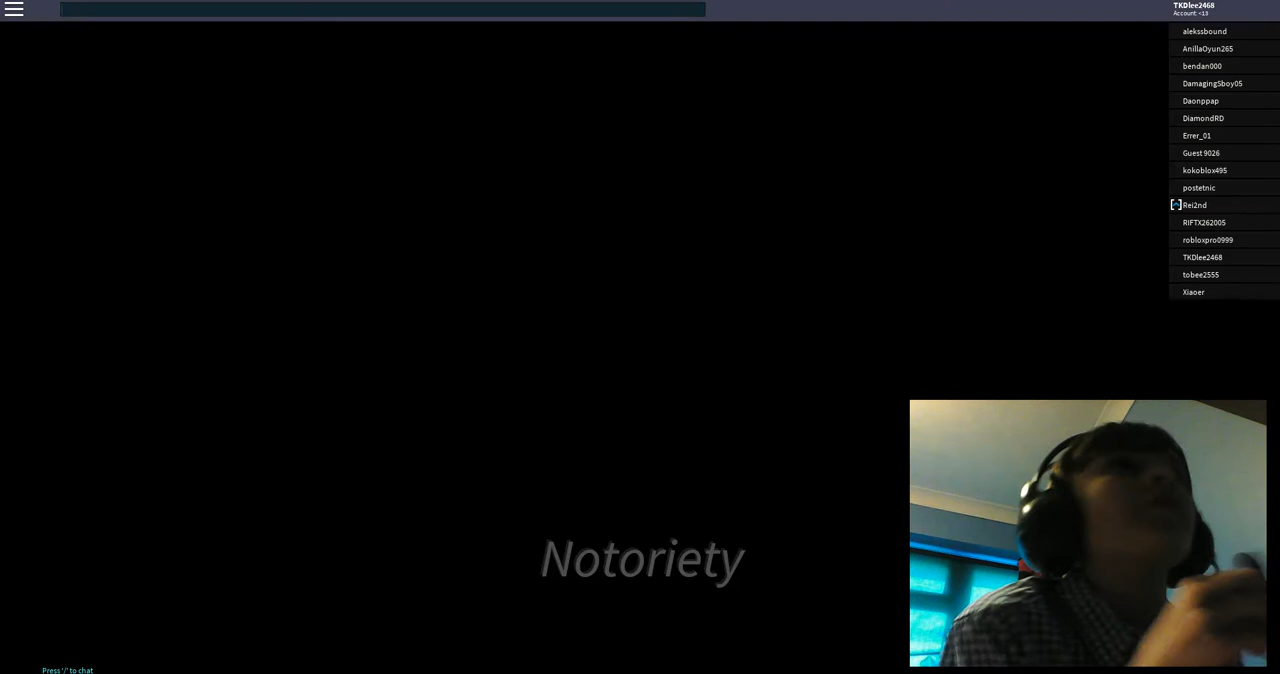 TKDlee2468
Account: <13
alekssbound
AnillaOyun265
bendan000
DamagingSboy05
Daonppap
DiamondRD
Errer_01
Guest 9026
kokoblox495
postetnic
Rei2nd
RIFTX262005
robloxpro0999
TKDlee2468
tobee2555
Xiaoer
Notoriety
Press '/' to chat